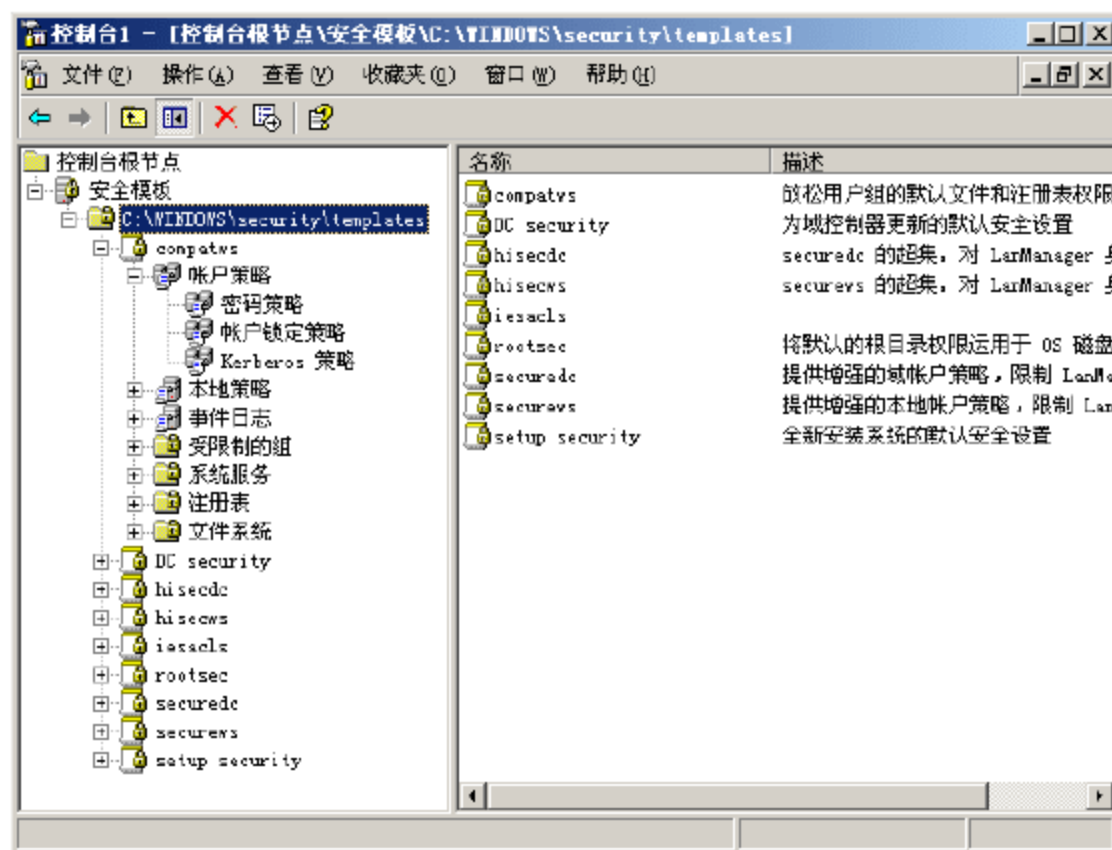 控制台1 - [控制台根节点\安全模板\C:\WINDOWS\security\templates]
文件(F) 操作(A) 查看(V) 收藏夹(O) 窗口(W) 帮助(H)
控制台根节点
安全模板
C:\WINDOWS\security\templates
compatws
帐户策略
密码策略
帐户锁定策略
Kerberos 策略
本地策略
事件日志
受限制的组
系统服务
注册表
文件系统
DC security
hisecdc
hisecws
iesacls
rootsec
securedc
securews
setup security
名称 描述
compatws 放松用户组的默认文件和注册表权限
DC security 为域控制器更新的默认安全设置
hisecdc securedc 的超集。对 LanManager
hisecws securews 的超集。对 LanManager
iesacls
rootsec 将默认的根目录权限运用于 OS 磁盘
securedc 提供增强的域帐户策略，限制 LanMa
securews 提供增强的本地帐户策略，限制 Lan
setup security 全新安装系统的默认安全设置